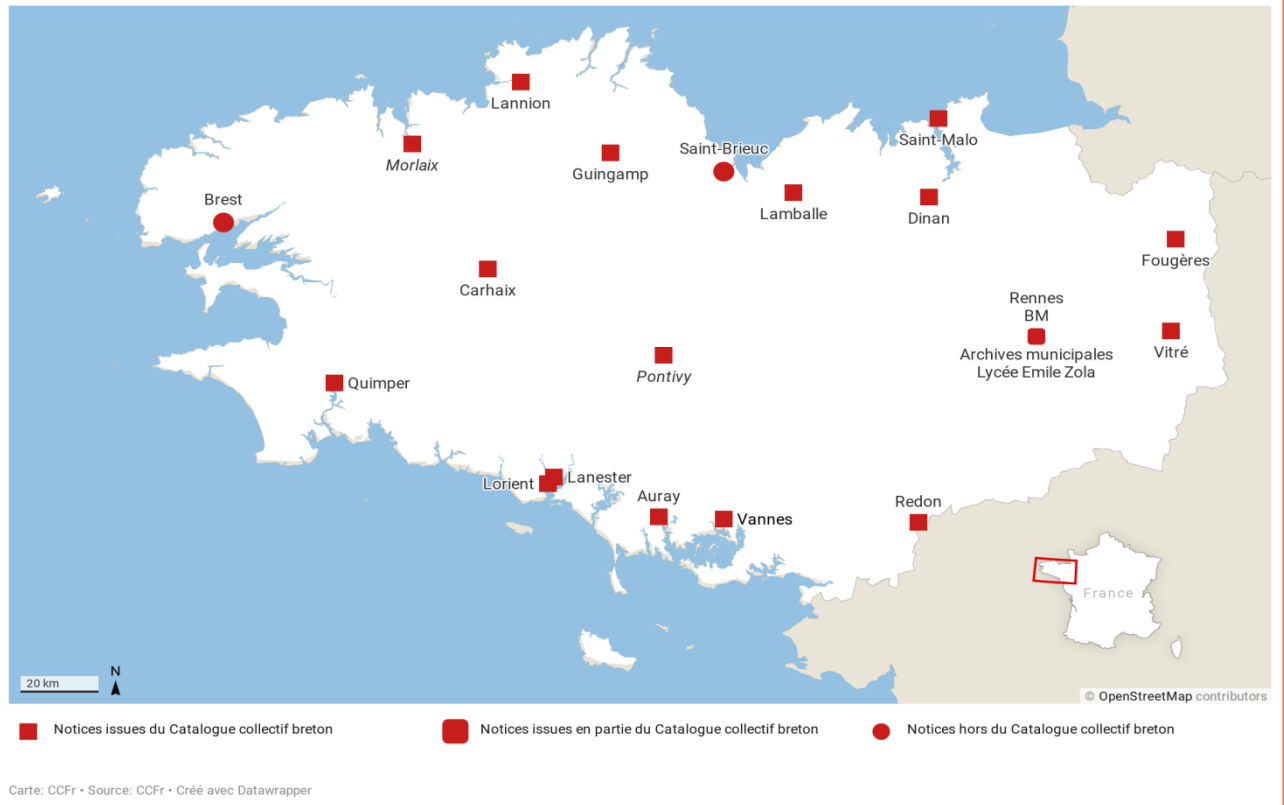 Lannion
Morlaix
Guingamp
Saint-Brieuc
Saint-Malo
Lamballe
Dinan
Brest
Fougères
Carhaix
Rennes
BM
Archives municipales
Lycée Emile Zola
Vitré
Pontivy
Quimper
Lorient
Lanester
Auray
Vannes
Redon
France
20 km
N
© OpenStreetMap contributors
Notices issues du Catalogue collectif breton
Notices issues en partie du Catalogue collectif breton
Notices hors du Catalogue collectif breton
Carte: CCFr • Source: CCFr • Créé avec Datawrapper